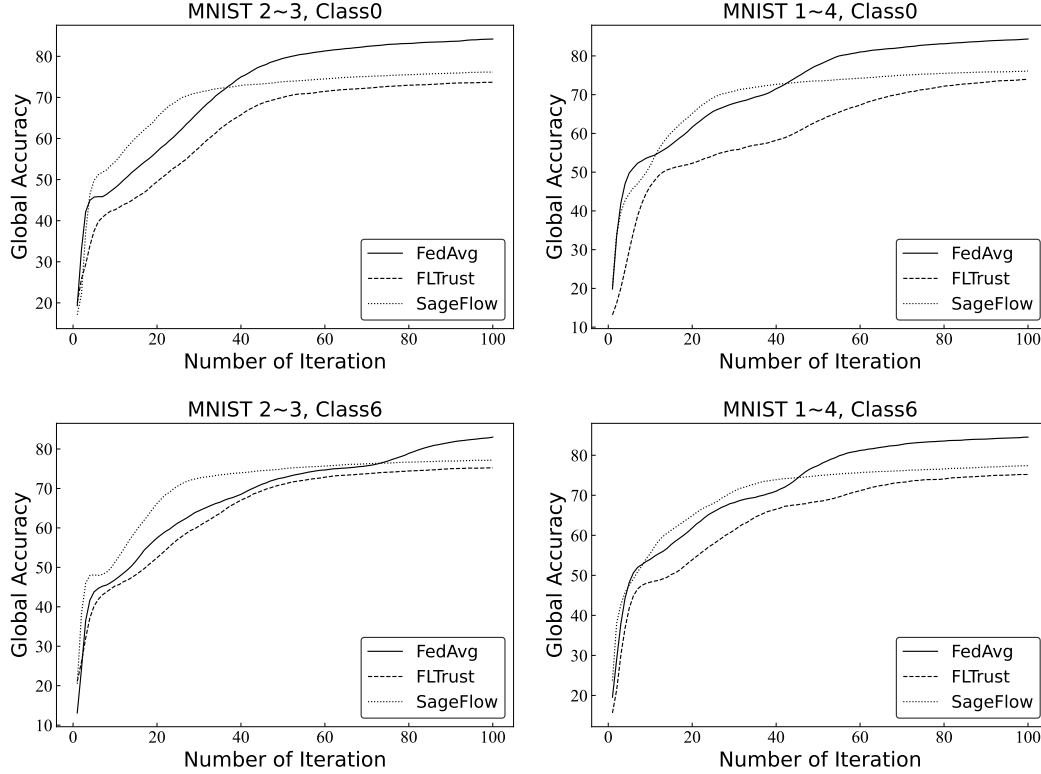 MNIST 2~3, Class0
Global Accuracy
80
70
60
50
40
30
20
0 20 40 60 80 100
Number of Iteration
FedAvg
FLTrust
SageFlow
MNIST 1~4, Class0
Global Accuracy
80
70
60
50
40
30
20
10
0 20 40 60 80 100
Number of Iteration
FedAvg
FLTrust
SageFlow
MNIST 2~3, Class6
Global Accuracy
80
70
60
50
40
30
20
10
0 20 40 60 80 100
Number of Iteration
FedAvg
FLTrust
SageFlow
MNIST 1~4, Class6
Global Accuracy
80
70
60
50
40
30
20
0 20 40 60 80 100
Number of Iteration
FedAvg
FLTrust
SageFlow